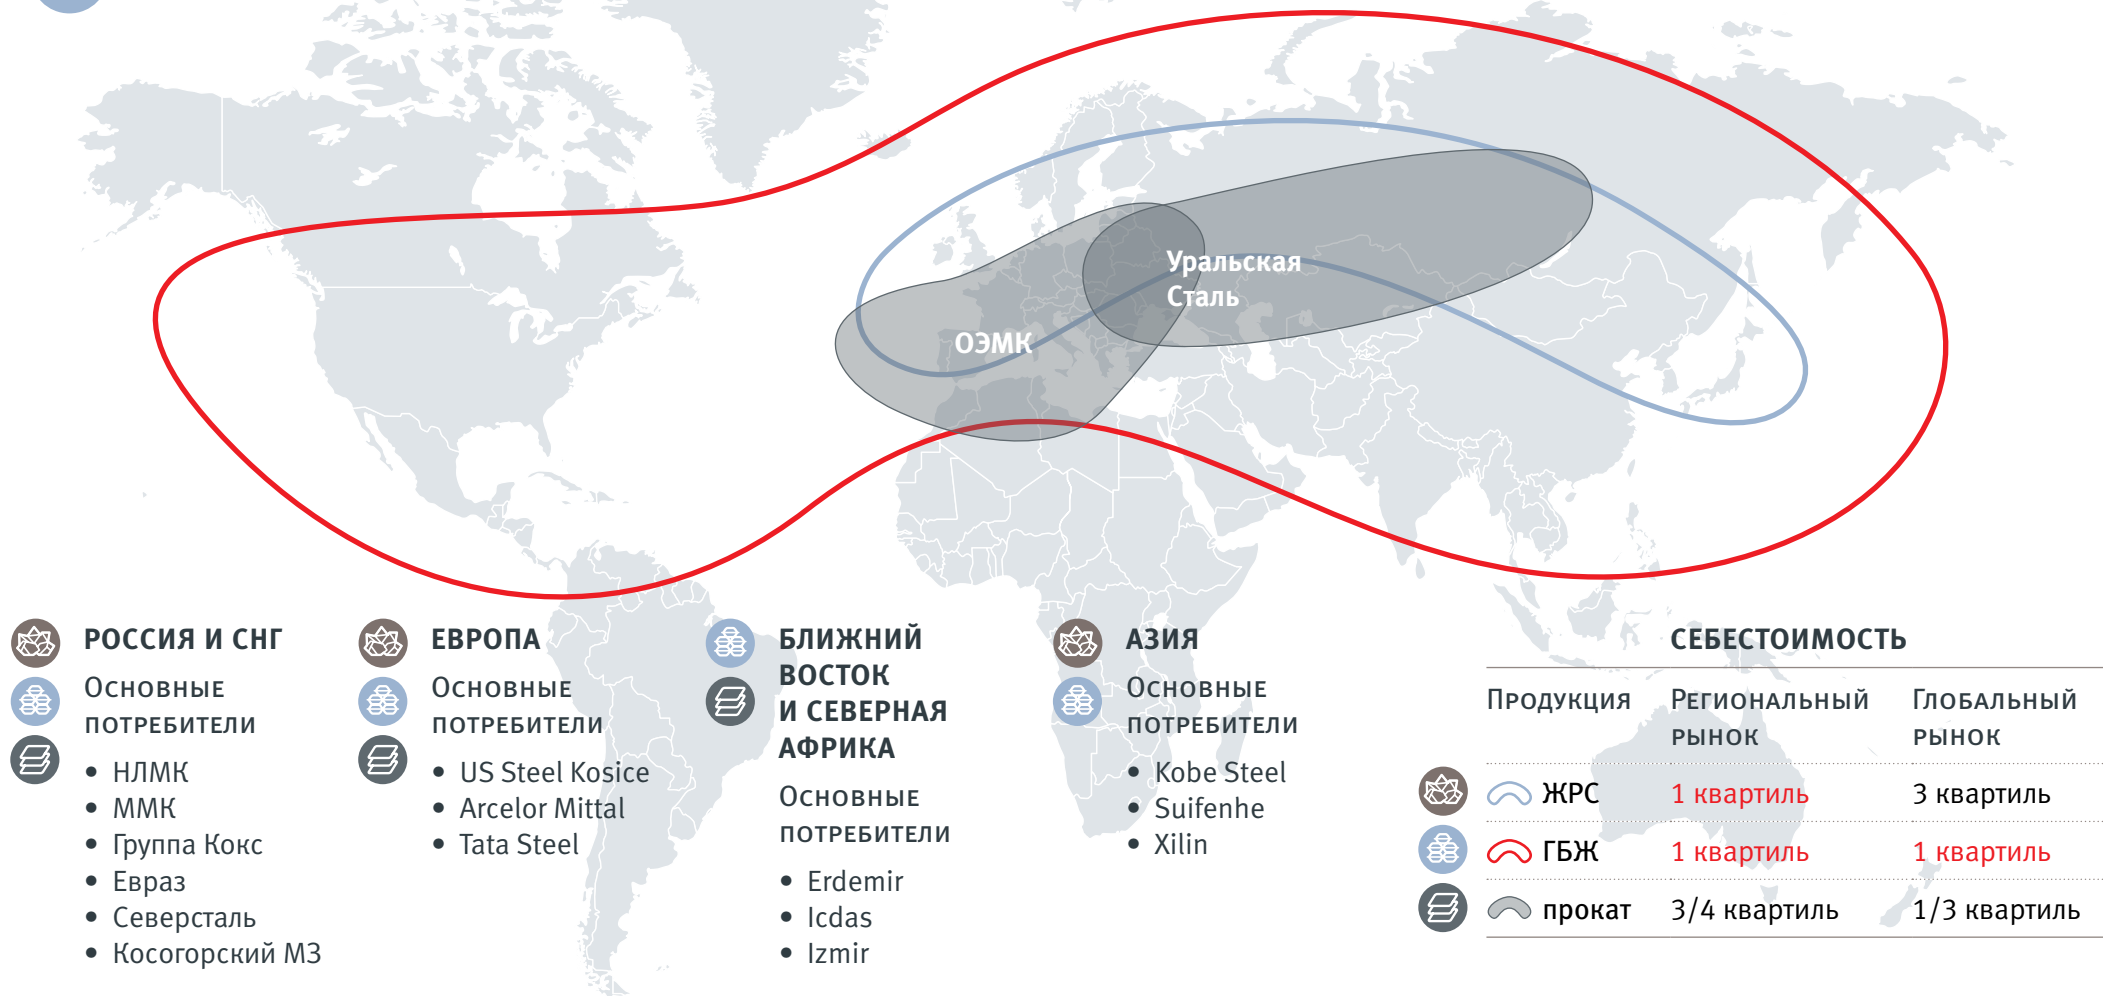 Уральская
Сталь
ОЭМК
РОССИЯ И СНГ
Основные
потребители
• НЛМК
• ММК
• Группа Кокс
• Евраз
• Северсталь
• Косогорский МЗ
ЕВРОПА
Основные
потребители
• US Steel Kosice
• Arcelor Mittal
• Tata Steel
БЛИЖНИЙ
ВОСТОК
И СЕВЕРНАЯ
АФРИКА
Основные
потребители
• Erdemir
• Icdas
• Izmir
АЗИЯ
Основные
потребители
• Kobe Steel
• Suifenhe
• Xilin
СЕБЕСТОИМОСТЬ
Продукция Региональный рынок Глобальный рынок
ЖРС 1 квартиль 3 квартиль
ГБЖ 1 квартиль 1 квартиль
прокат 3/4 квартиль 1/3 квартиль